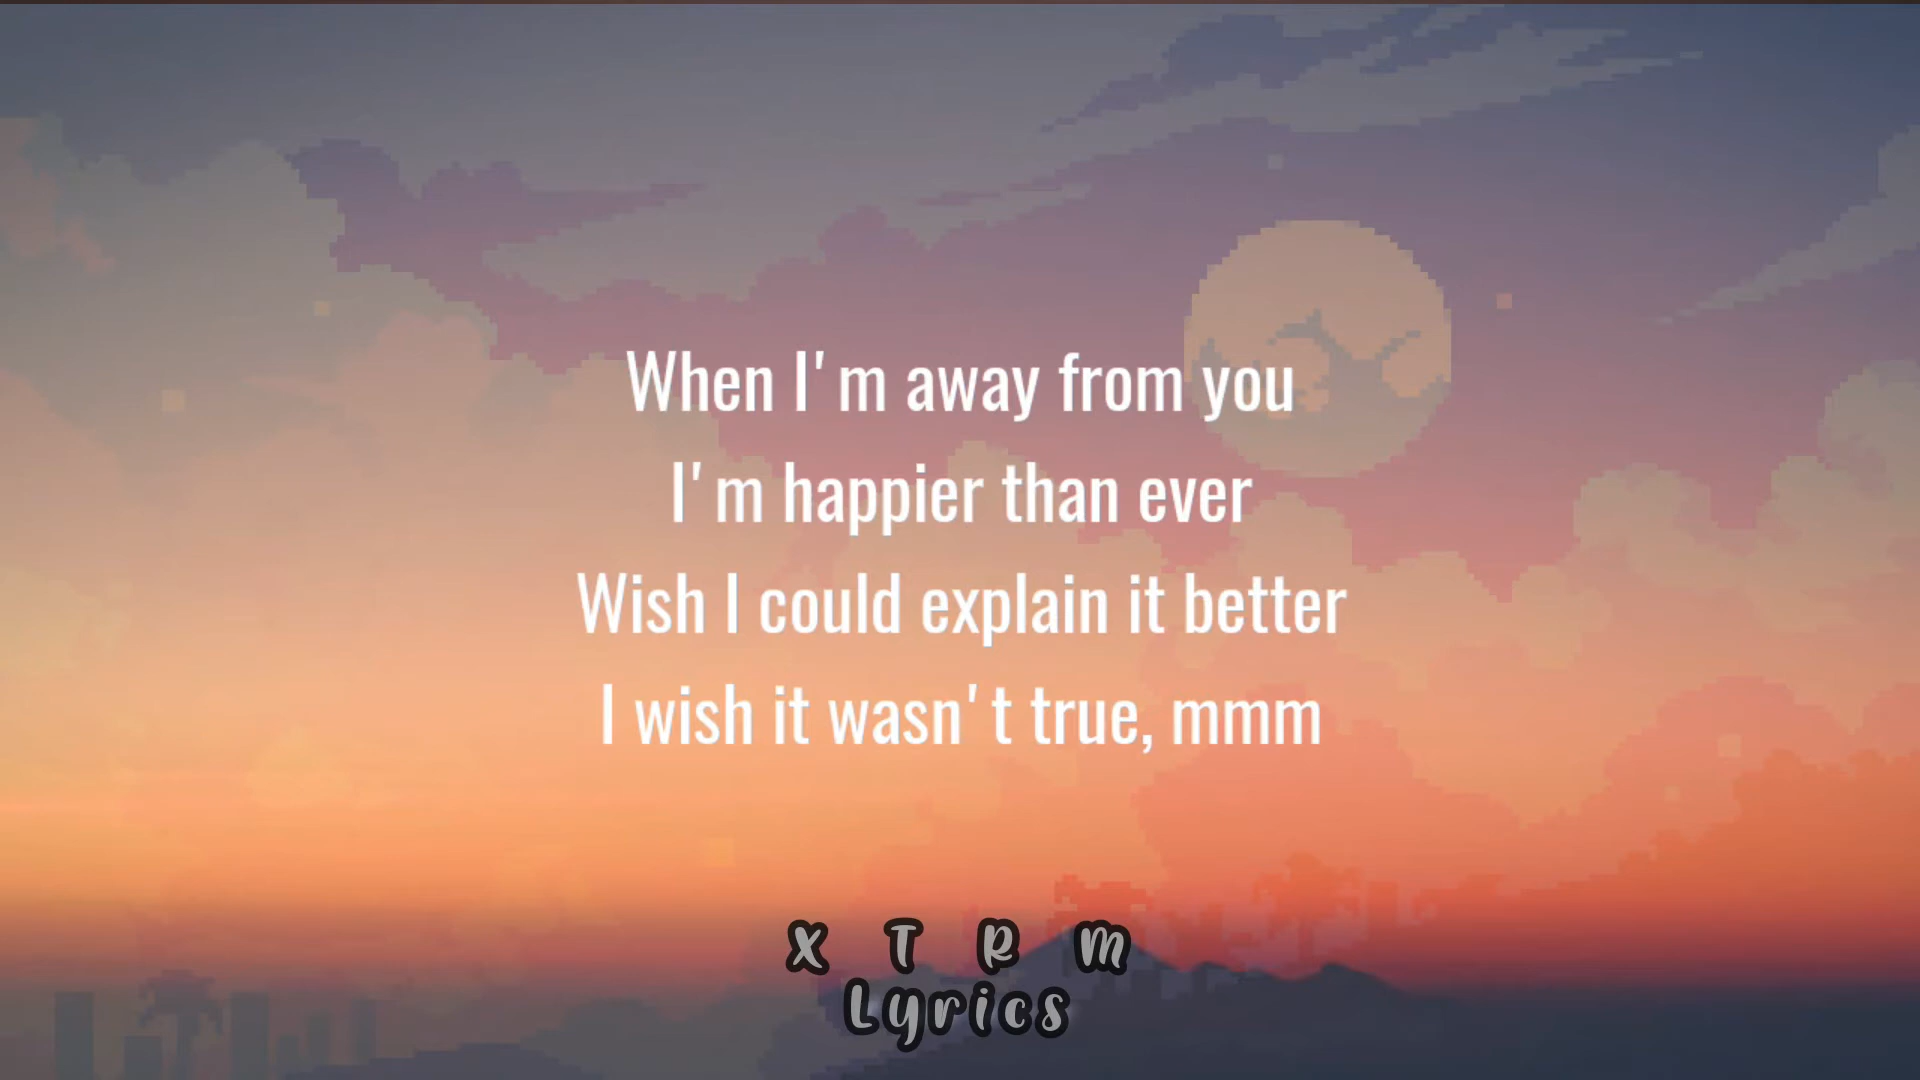 When I'm away from you
I'm happier than ever
Wish I could explain it better
I wish it wasn't true, mmm
X T R M
Lyrics